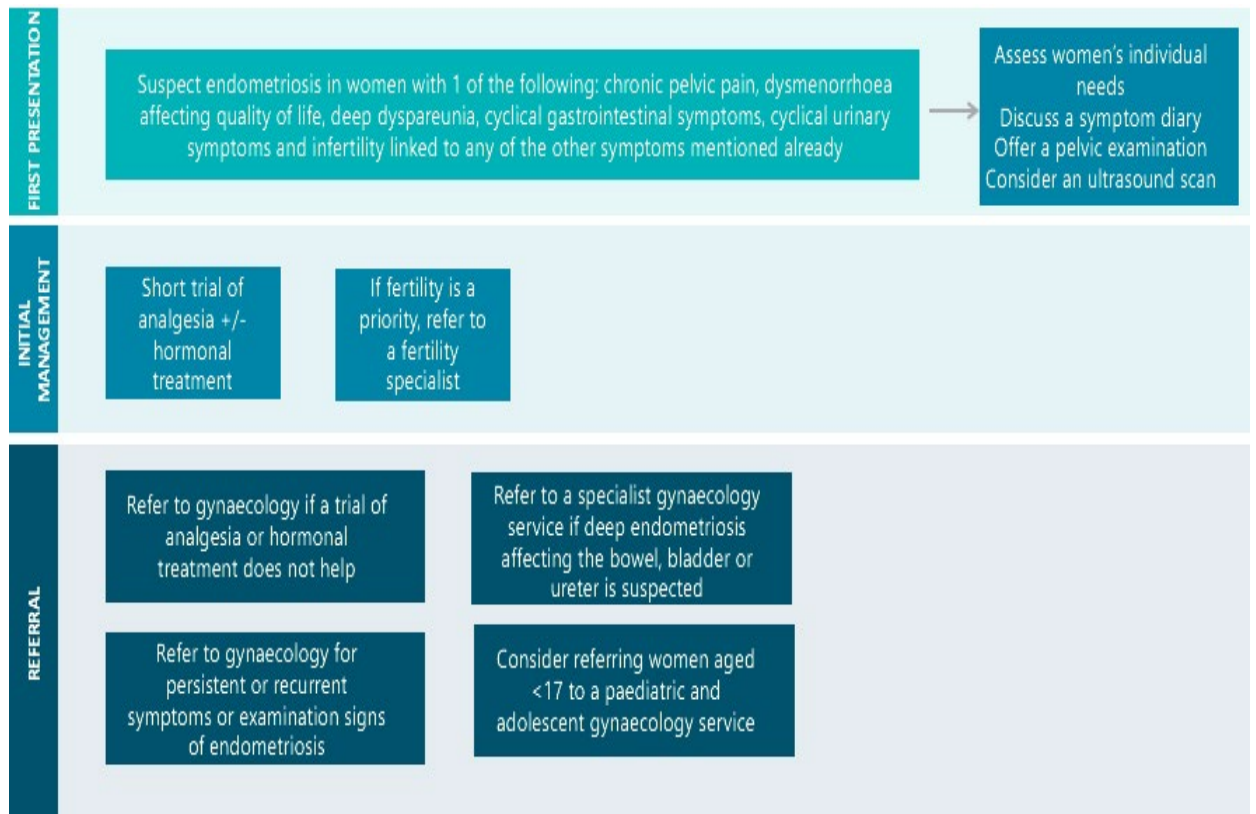 FIRST PRESENTATION
Suspect endometriosis in women with 1 of the following: chronic pelvic pain, dysmenorrhoea
affecting quality of life, deep dyspareunia, cyclical gastrointestinal symptoms, cyclical urinary
symptoms and infertility linked to any of the other symptoms mentioned already
Assess women's individual
needs
Discuss a symptom diary
Offer a pelvic examination
Consider an ultrasound scan
INITIAL
MANAGEMENT
Short trial of
analgesia +/-
hormonal
treatment
If fertility is a
priority, refer to
a fertility
specialist
REFERRAL
Refer to gynaecology if a trial of
analgesia or hormonal
treatment does not help
Refer to a specialist gynaecology
service if deep endometriosis
affecting the bowel, bladder or
ureter is suspected
Refer to gynaecology for
persistent or recurrent
symptoms or examination signs
of endometriosis
Consider referring women aged
<17 to a paediatric and
adolescent gynaecology service